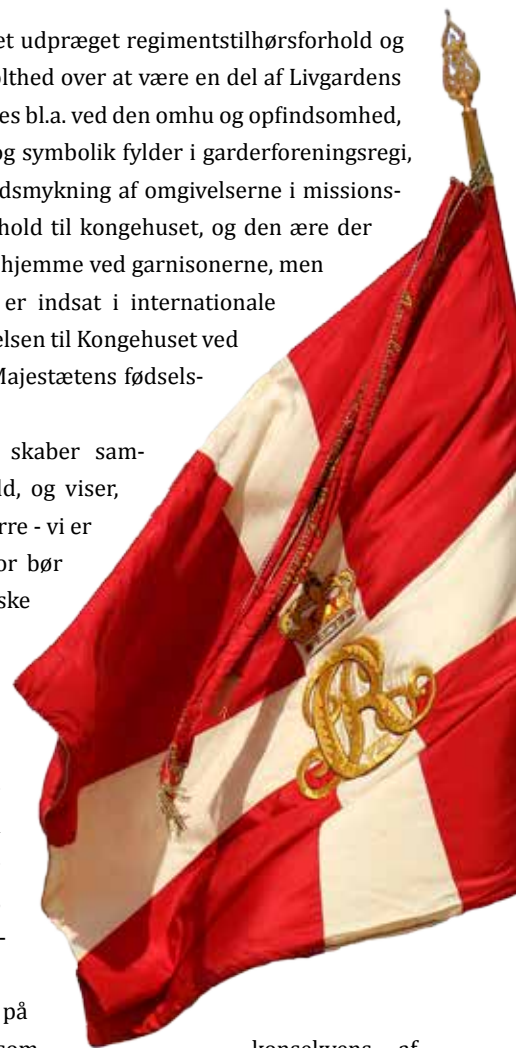 et udpræget regimentstilhørsforhold og
olthed over at være en del af Livgardens
es bl.a. ved den omhu og opfindsomhed,
og symbolik fylder i garderforeningsregi,
dsmykning af omgivelserne i missions-
hold til kongehuset, og den ære der
hjemme ved garnisonerne, men
er indsat i internationale
elsen til Kongehuset ved
Majestætens fødsels-
skaber sam-
ld, og viser,
rre - vi er
or bør
ske
-
på
som konsekvens af